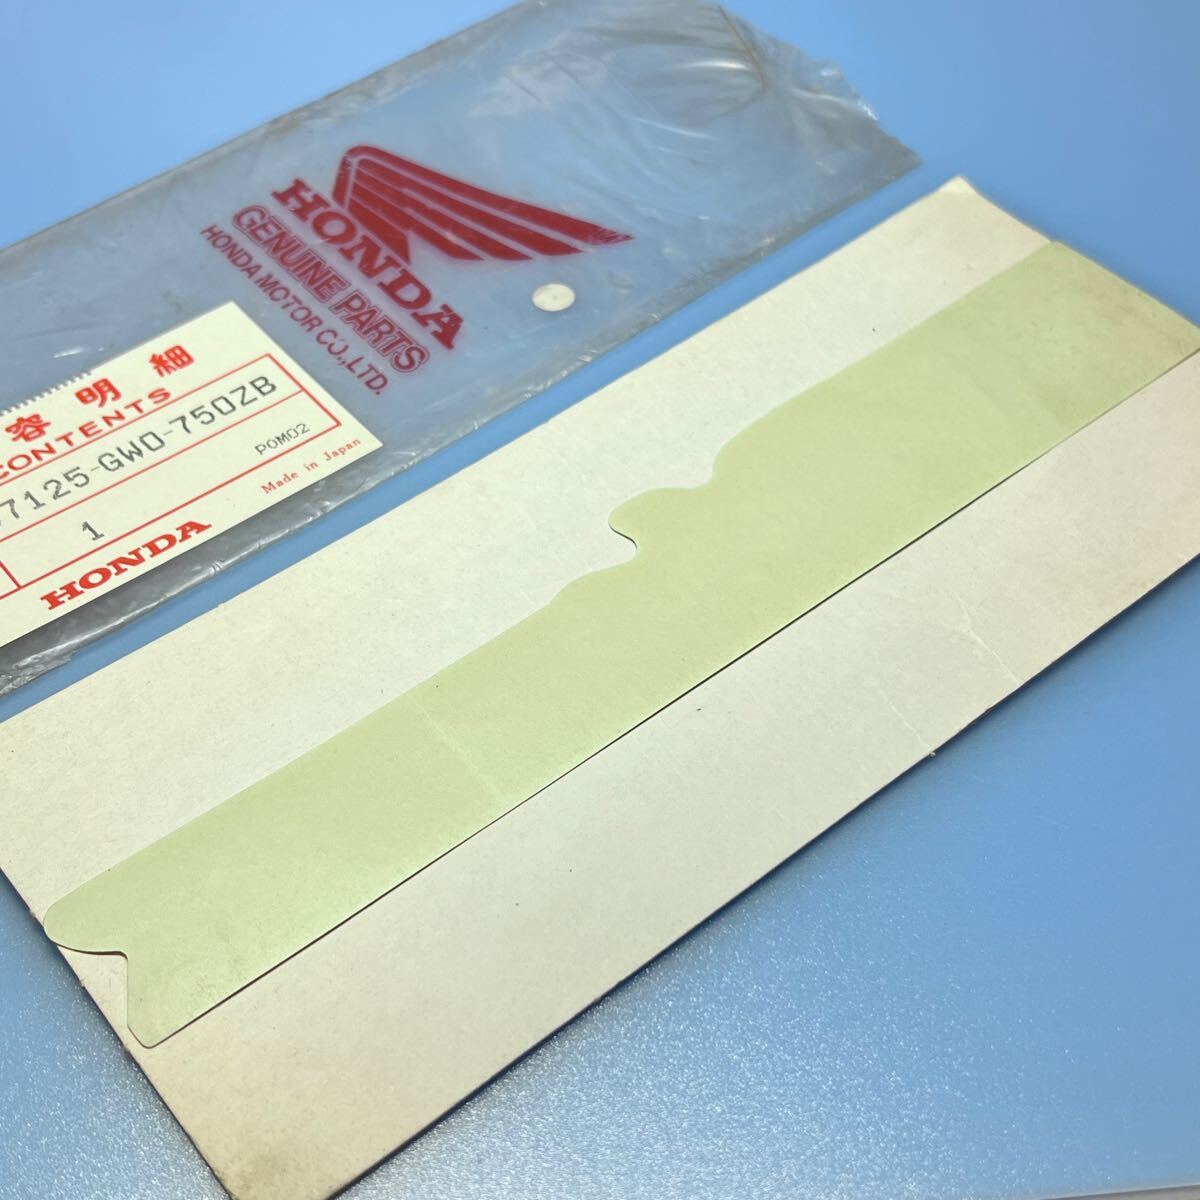 HONDA
GENUINE PARTS
HONDA MOTOR CO.,LTD.
容明細
CONTENTS
7125-GW0-750ZB
1
POM02
HONDA
Made in Japan